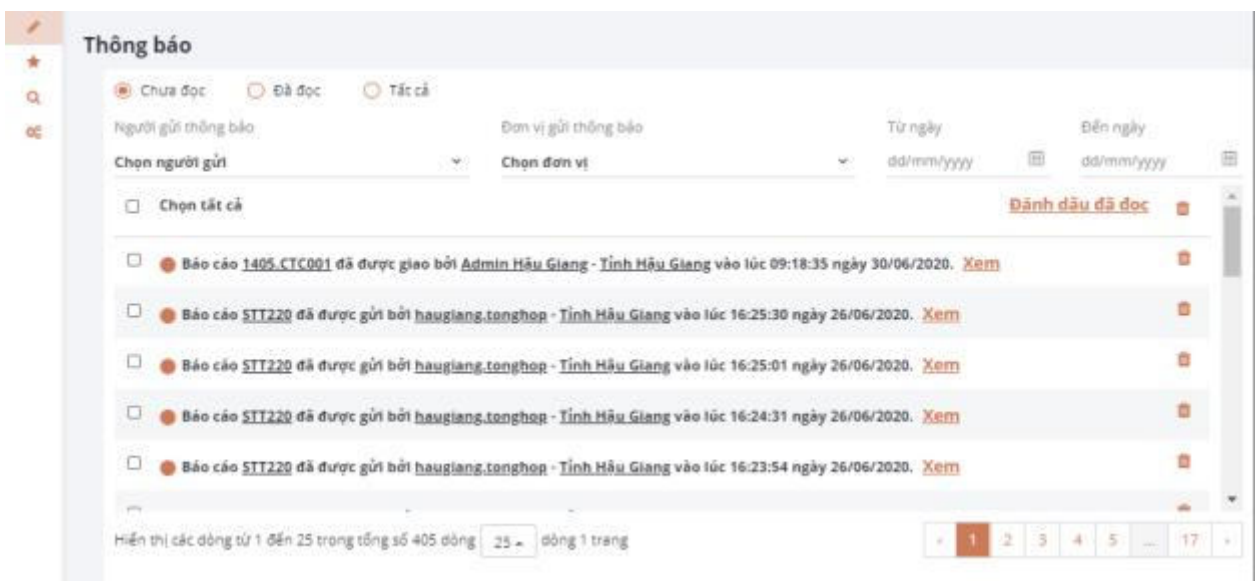 Thông báo
Chưa đọc Đã đọc Tất cả
Người gửi thông báo Đơn vị gửi thông báo Từ ngày Đến ngày
Chọn người gửi Chọn đơn vị dd/mm/yyyy dd/mm/yyyy
Chọn tất cả Đánh dấu đã đọc
Báo cáo 1405.CTC001 đã được giao bởi Admin Hậu Giang - Tỉnh Hậu Giang vào lúc 09:18:35 ngày 30/06/2020. Xem
Báo cáo STT220 đã được gửi bởi haugiang.tonghop - Tỉnh Hậu Giang vào lúc 16:25:30 ngày 26/06/2020. Xem
Báo cáo STT220 đã được gửi bởi haugiang.tonghop - Tỉnh Hậu Giang vào lúc 16:25:01 ngày 26/06/2020. Xem
Báo cáo STT220 đã được gửi bởi haugiang.tonghop - Tỉnh Hậu Giang vào lúc 16:24:31 ngày 26/06/2020. Xem
Báo cáo STT220 đã được gửi bởi haugiang.tonghop - Tỉnh Hậu Giang vào lúc 16:23:54 ngày 26/06/2020. Xem
Hiển thị các dòng từ 1 đến 25 trong tổng số 405 dòng 25 dòng 1 trang ‹ 1 2 3 4 5 ... 17 ›